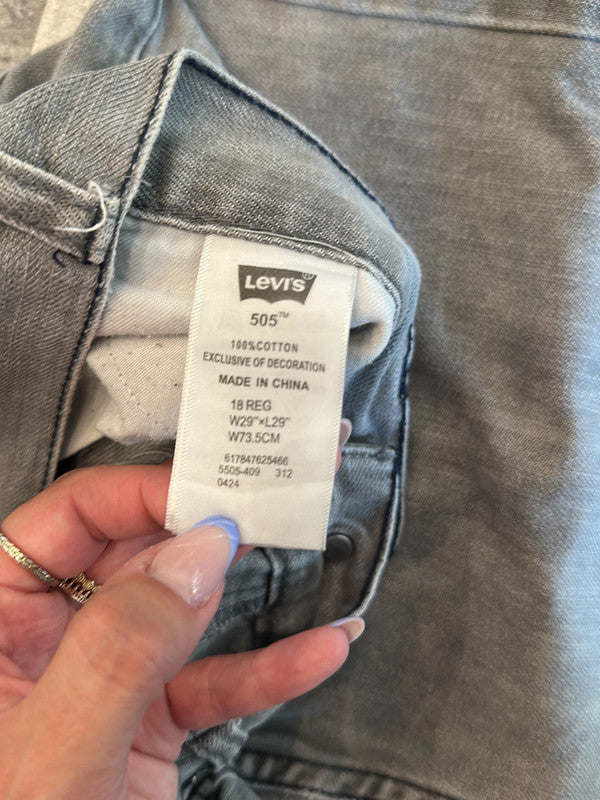 LEVI'S ®
505™
100%COTTON
EXCLUSIVE OF DECORATION
MADE IN CHINA
18 REG
W29"×L29"
W73.5CM
617847625466
5505-409 312
0424